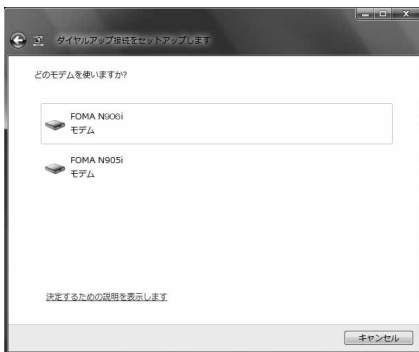 ダイヤルアップ接続をセットアップします
どのモデムを使いますか?
FOMA N906i
モデム
FOMA N905i
モデム
決定するための説明を表示します
キャンセル